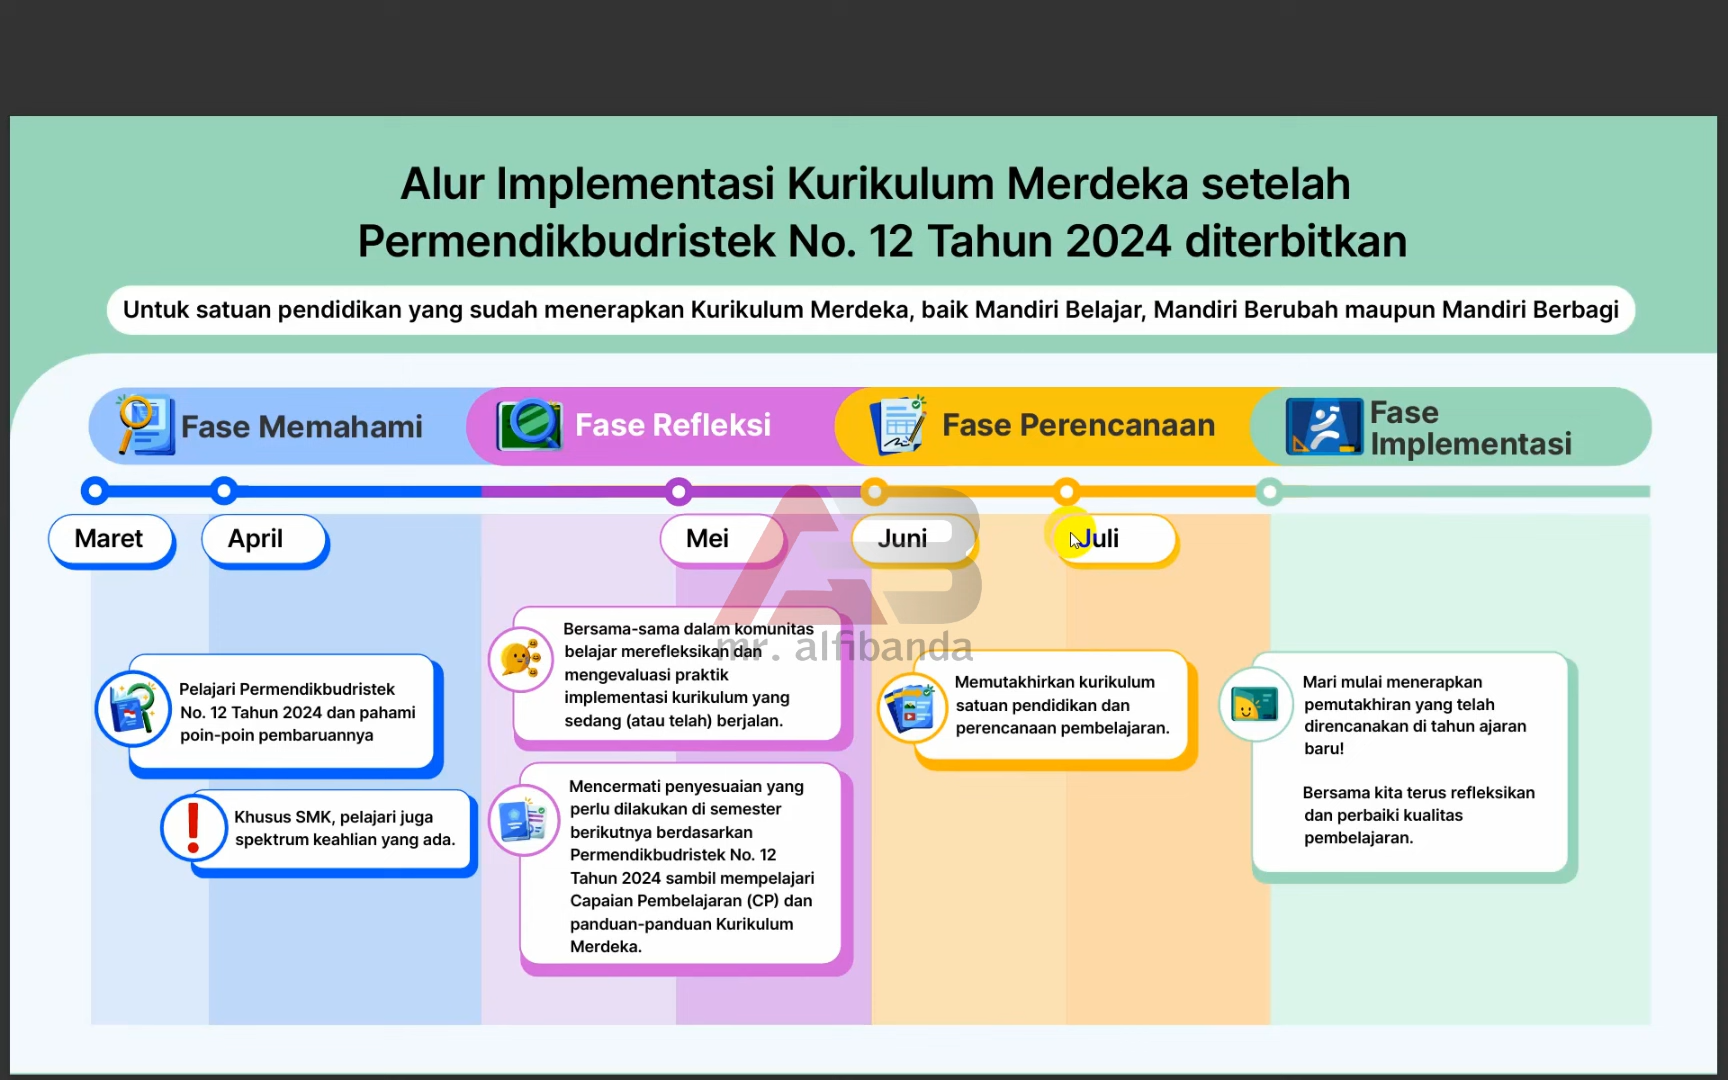 Alur Implementasi Kurikulum Merdeka setelah
Permendikbudristek No. 12 Tahun 2024 diterbitkan
Untuk satuan pendidikan yang sudah menerapkan Kurikulum Merdeka, baik Mandiri Belajar, Mandiri Berubah maupun Mandiri Berbagi
Fase Memahami
Fase Refleksi
Fase Perencanaan
Fase
Implementasi
Maret
April
Mei
Juni
Juli
Pelajari Permendikbudristek
No. 12 Tahun 2024 dan pahami
poin-poin pembaruannya
Khusus SMK, pelajari juga
spektrum keahlian yang ada.
Bersama-sama dalam komunitas
belajar merefleksikan dan
mengevaluasi praktik
implementasi kurikulum yang
sedang (atau telah) berjalan.
Mencermati penyesuaian yang
perlu dilakukan di semester
berikutnya berdasarkan
Permendikbudristek No. 12
Tahun 2024 sambil mempelajari
Capaian Pembelajaran (CP) dan
panduan-panduan Kurikulum
Merdeka.
Memutakhirkan kurikulum
satuan pendidikan dan
perencanaan pembelajaran.
Mari mulai menerapkan
pemutakhiran yang telah
direncanakan di tahun ajaran
baru!
Bersama kita terus refleksikan
dan perbaiki kualitas
pembelajaran.
AB
mr. alfibanda